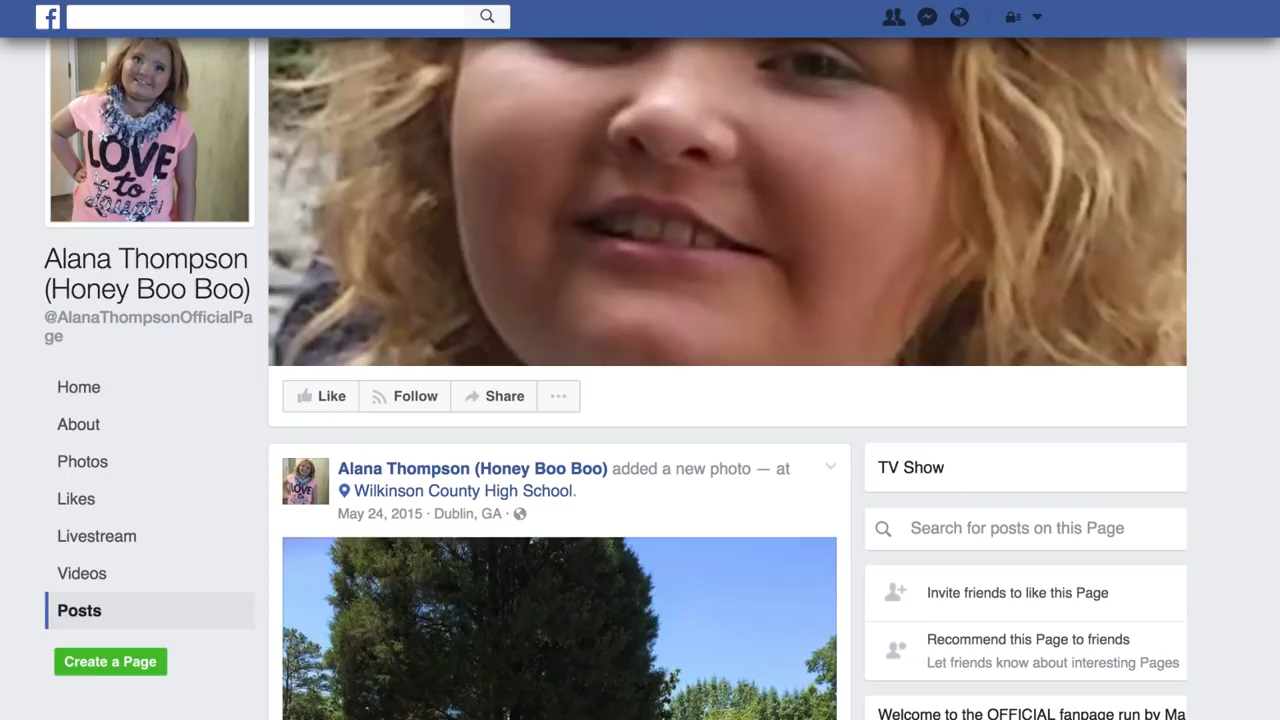 f
LOVE
to
Laugh
Alana Thompson
(Honey Boo Boo)
@AlanaThompsonOfficialPa
ge
Home
About
Photos
Likes
Livestream
Videos
Posts
Create a Page
Like
Follow
Share
Alana Thompson (Honey Boo Boo) added a new photo — at
Wilkinson County High School.
May 24, 2015 · Dublin, GA ·
LOVE
TV Show
Search for posts on this Page
Invite friends to like this Page
Recommend this Page to friends
Let friends know about interesting Pages
Welcome to the OFFICIAL fanpage run by Ma